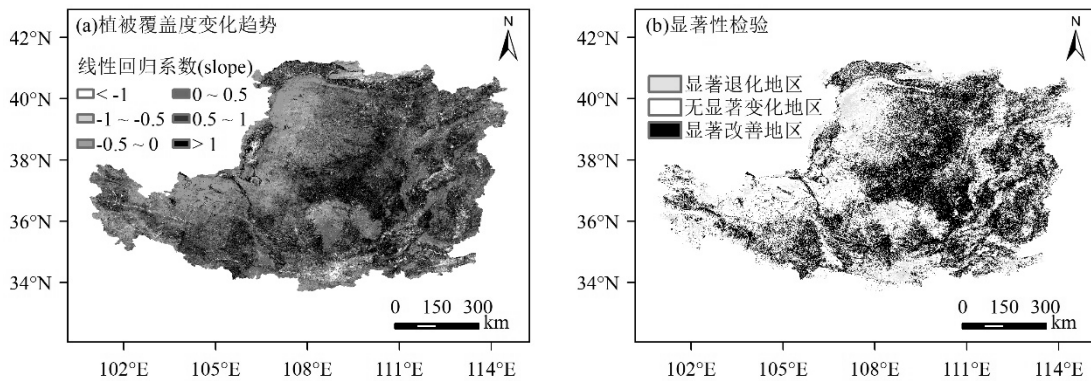 (a)植被覆盖度变化趋势
N
线性回归系数(slope)
< -1
0 ~ 0.5
-1 ~ -0.5
0.5 ~ 1
-0.5 ~ 0
> 1
42°N
40°N
38°N
36°N
34°N
0 150 300
km
102°E 105°E 108°E 111°E 114°E
(b)显著性检验
N
显著退化地区
无显著变化地区
显著改善地区
42°N
40°N
38°N
36°N
34°N
0 150 300
km
102°E 105°E 108°E 111°E 114°E